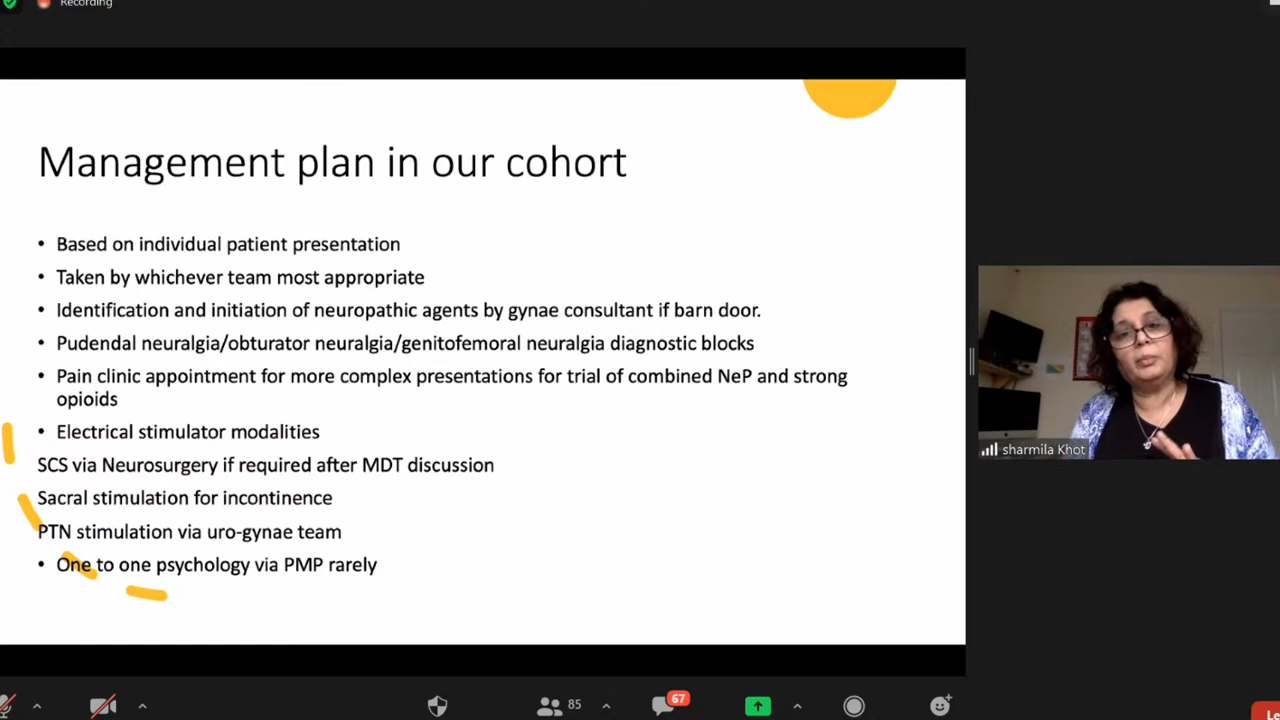 Recording
Management plan in our cohort
• Based on individual patient presentation
• Taken by whichever team most appropriate
• Identification and initiation of neuropathic agents by gynae consultant if barn door.
• Pudendal neuralgia/obturator neuralgia/genitofemoral neuralgia diagnostic blocks
• Pain clinic appointment for more complex presentations for trial of combined NeP and strong
opioids
• Electrical stimulator modalities
SCS via Neurosurgery if required after MDT discussion
Sacral stimulation for incontinence
PTN stimulation via uro-gynae team
• One to one psychology via PMP rarely
sharmila Khot
85
67